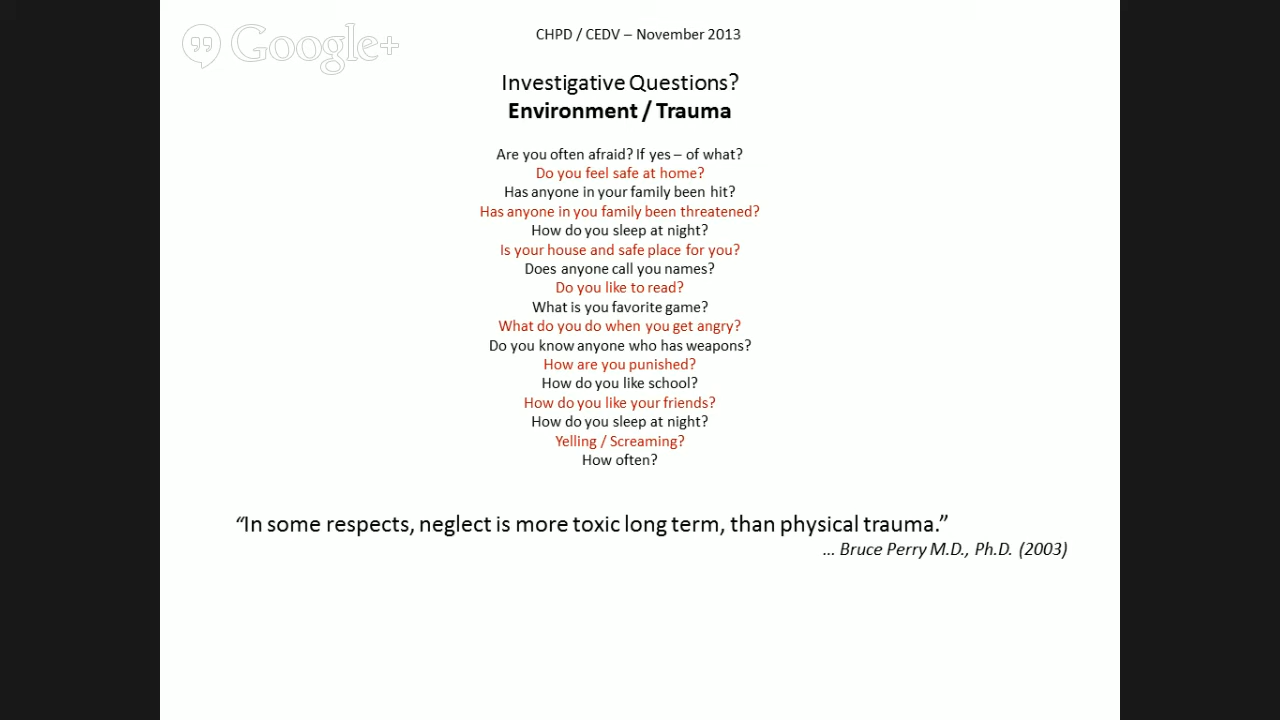 Google+
CHPD / CEDV – November 2013
Investigative Questions?
Environment / Trauma
Are you often afraid? If yes – of what?
Do you feel safe at home?
Has anyone in your family been hit?
Has anyone in you family been threatened?
How do you sleep at night?
Is your house and safe place for you?
Does anyone call you names?
Do you like to read?
What is you favorite game?
What do you do when you get angry?
Do you know anyone who has weapons?
How are you punished?
How do you like school?
How do you like your friends?
How do you sleep at night?
Yelling / Screaming?
How often?
“In some respects, neglect is more toxic long term, than physical trauma.”
... Bruce Perry M.D., Ph.D. (2003)